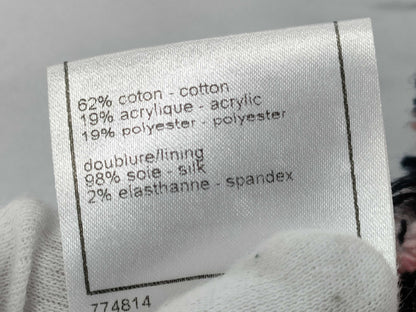 62% coton - cotton
19% acrylique - acrylic
19% polyester - polyester
doublure/lining
98% soie - silk
2% elasthanne - spandex
774814